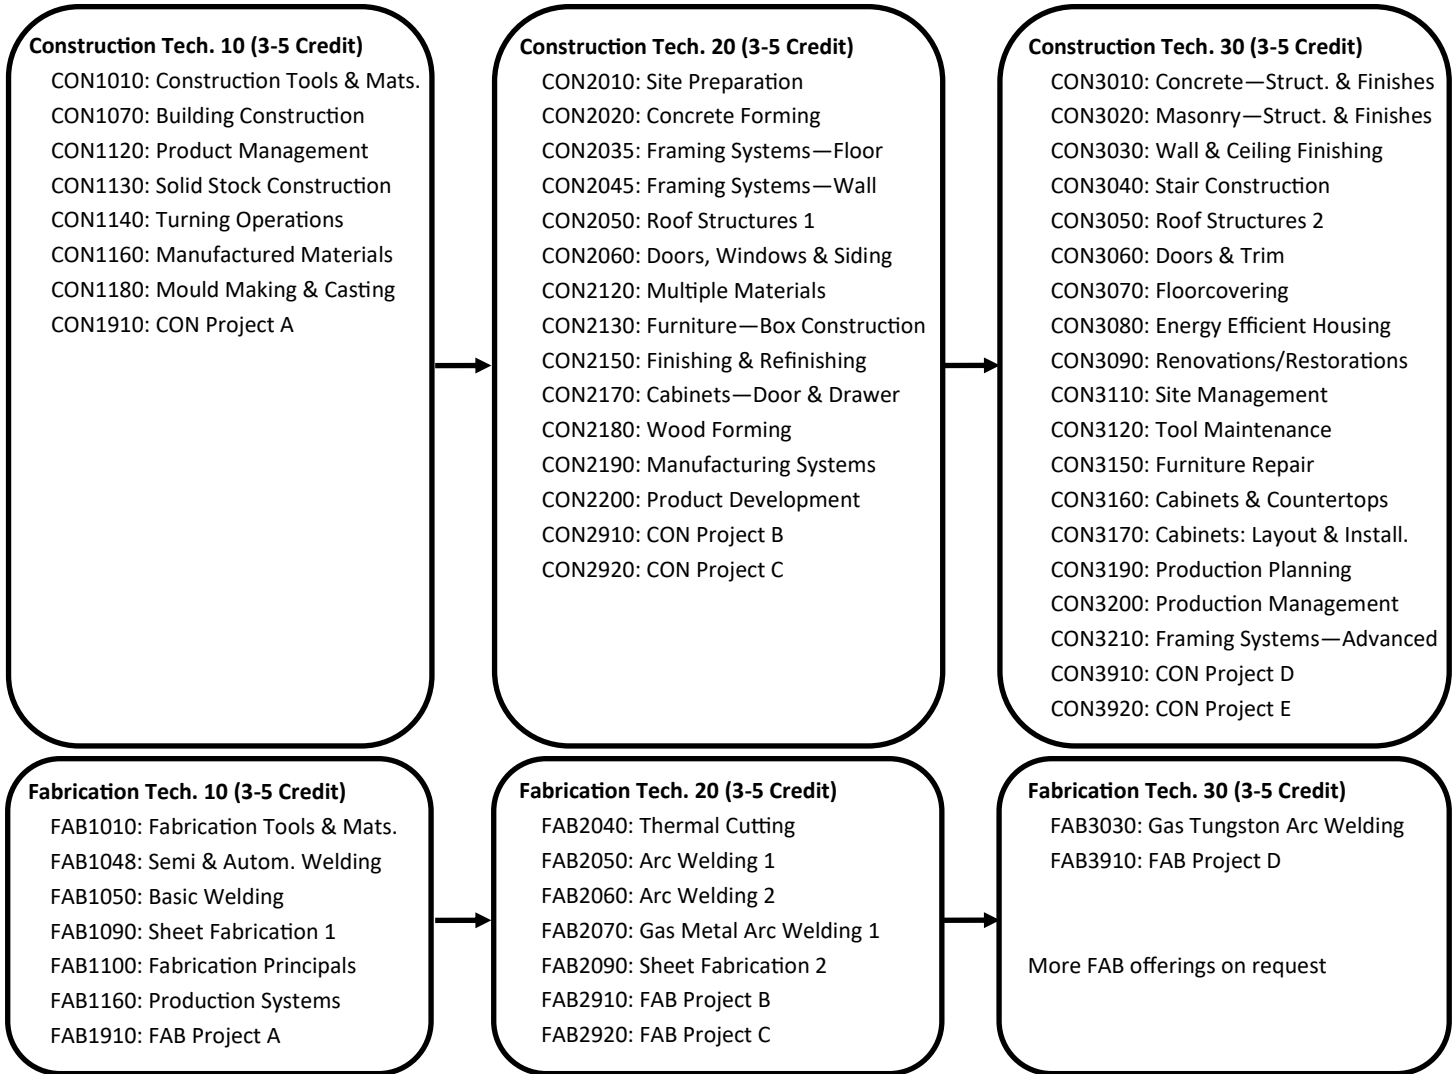 Construction Tech. 10 (3-5 Credit)
CON1010: Construction Tools & Mats.
CON1070: Building Construction
CON1120: Product Management
CON1130: Solid Stock Construction
CON1140: Turning Operations
CON1160: Manufactured Materials
CON1180: Mould Making & Casting
CON1910: CON Project A
Construction Tech. 20 (3-5 Credit)
CON2010: Site Preparation
CON2020: Concrete Forming
CON2035: Framing Systems—Floor
CON2045: Framing Systems—Wall
CON2050: Roof Structures 1
CON2060: Doors, Windows & Siding
CON2120: Multiple Materials
CON2130: Furniture—Box Construction
CON2150: Finishing & Refinishing
CON2170: Cabinets—Door & Drawer
CON2180: Wood Forming
CON2190: Manufacturing Systems
CON2200: Product Development
CON2910: CON Project B
CON2920: CON Project C
Construction Tech. 30 (3-5 Credit)
CON3010: Concrete—Struct. & Finishes
CON3020: Masonry—Struct. & Finishes
CON3030: Wall & Ceiling Finishing
CON3040: Stair Construction
CON3050: Roof Structures 2
CON3060: Doors & Trim
CON3070: Floorcovering
CON3080: Energy Efficient Housing
CON3090: Renovations/Restorations
CON3110: Site Management
CON3120: Tool Maintenance
CON3150: Furniture Repair
CON3160: Cabinets & Countertops
CON3170: Cabinets: Layout & Install.
CON3190: Production Planning
CON3200: Production Management
CON3210: Framing Systems—Advanced
CON3910: CON Project D
CON3920: CON Project E
Fabrication Tech. 10 (3-5 Credit)
FAB1010: Fabrication Tools & Mats.
FAB1048: Semi & Autom. Welding
FAB1050: Basic Welding
FAB1090: Sheet Fabrication 1
FAB1100: Fabrication Principals
FAB1160: Production Systems
FAB1910: FAB Project A
Fabrication Tech. 20 (3-5 Credit)
FAB2040: Thermal Cutting
FAB2050: Arc Welding 1
FAB2060: Arc Welding 2
FAB2070: Gas Metal Arc Welding 1
FAB2090: Sheet Fabrication 2
FAB2910: FAB Project B
FAB2920: FAB Project C
Fabrication Tech. 30 (3-5 Credit)
FAB3030: Gas Tungston Arc Welding
FAB3910: FAB Project D
More FAB offerings on request